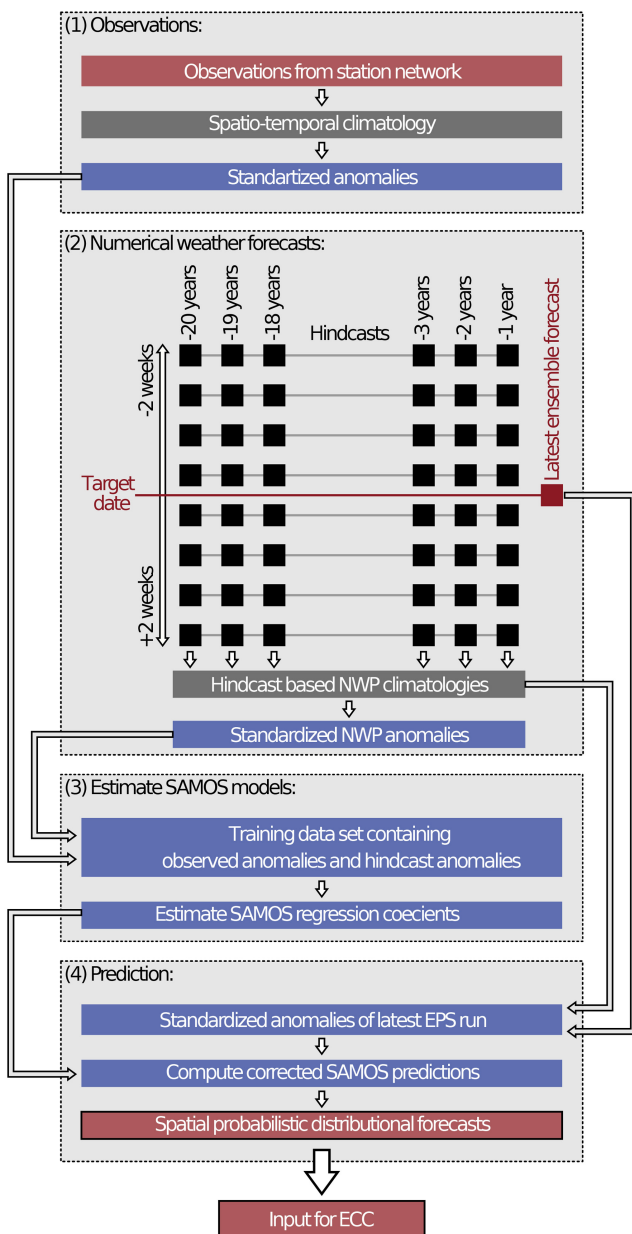 (1) Observations:
Observations from station network
Spatio-temporal climatology
Standartized anomalies
(2) Numerical weather forecasts:
-20 years
-19 years
-18 years
Hindcasts
-3 years
-2 years
-1 year
Latest ensemble forecast
-2 weeks
Target
date
+2 weeks
Hindcast based NWP climatologies
Standardized NWP anomalies
(3) Estimate SAMOS models:
Training data set containing
observed anomalies and hindcast anomalies
Estimate SAMOS regression coecients
(4) Prediction:
Standardized anomalies of latest EPS run
Compute corrected SAMOS predictions
Spatial probabilistic distributional forecasts
Input for ECC